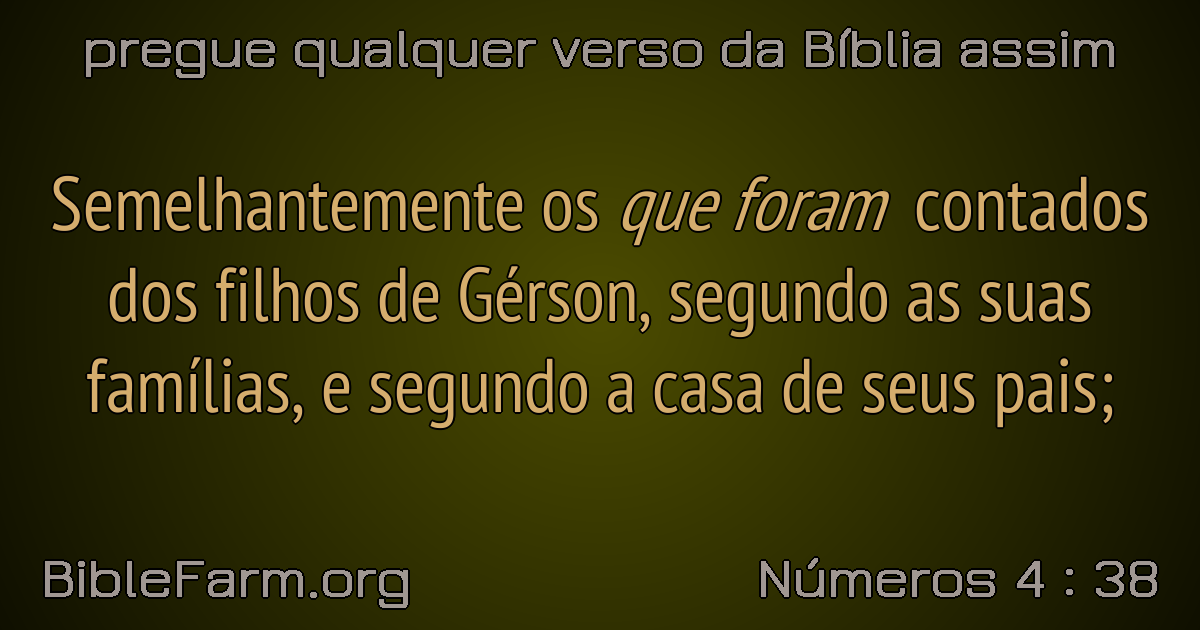 pregue qualquer verso da Bíblia assim
Semelhantemente os que foram contados
dos filhos de Gérson, segundo as suas
famílias, e segundo a casa de seus pais;
BibleFarm.org
Números 4 : 38